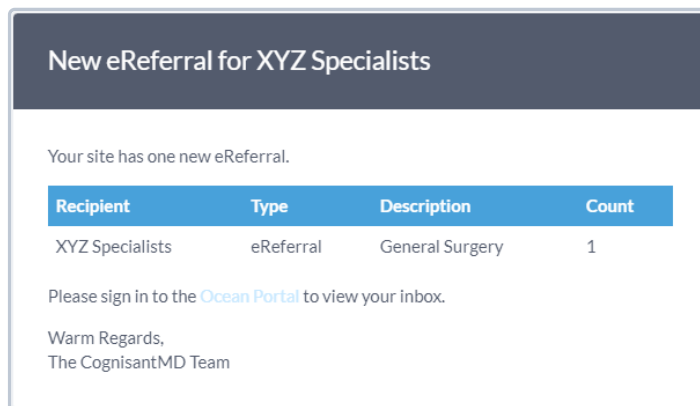 New eReferral for XYZ Specialists
Your site has one new eReferral.
Recipient Type Description Count
XYZ Specialists eReferral General Surgery 1
Please sign in to the Ocean Portal to view your inbox.
Warm Regards,
The CognisantMD Team